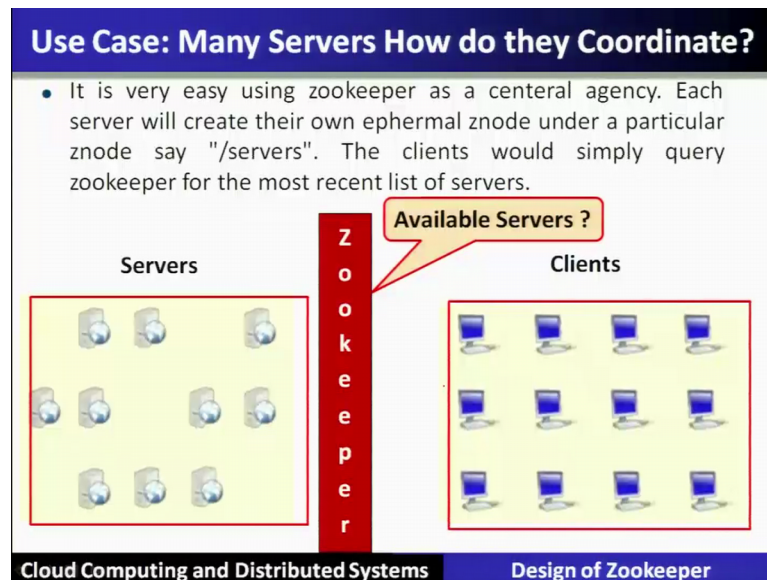 Use Case: Many Servers How do they Coordinate?
• It is very easy using zookeeper as a centeral agency. Each
server will create their own ephermal znode under a particular
znode say "/servers". The clients would simply query
zookeeper for the most recent list of servers.
Available Servers ?
Servers
Zookeeper
Clients
Cloud Computing and Distributed Systems
Design of Zookeeper